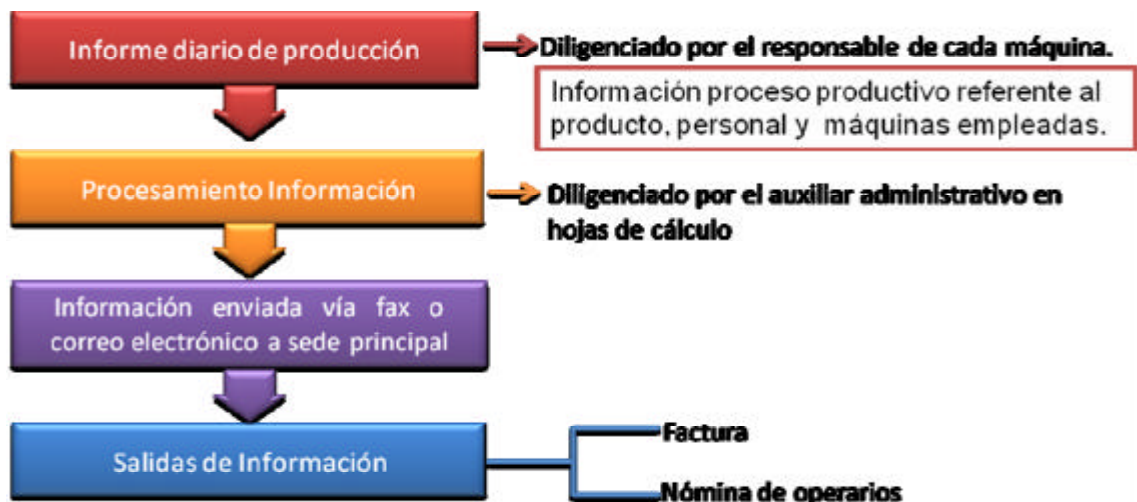 Informe diario de producción
Diligenciado por el responsable de cada máquina.
Información proceso productivo referente al
producto, personal y máquinas empleadas.
Procesamiento Información
Diligenciado por el auxiliar administrativo en
hojas de cálculo
Información enviada vía fax o
correo electrónico a sede principal
Salidas de Información
Factura
Nómina de operarios